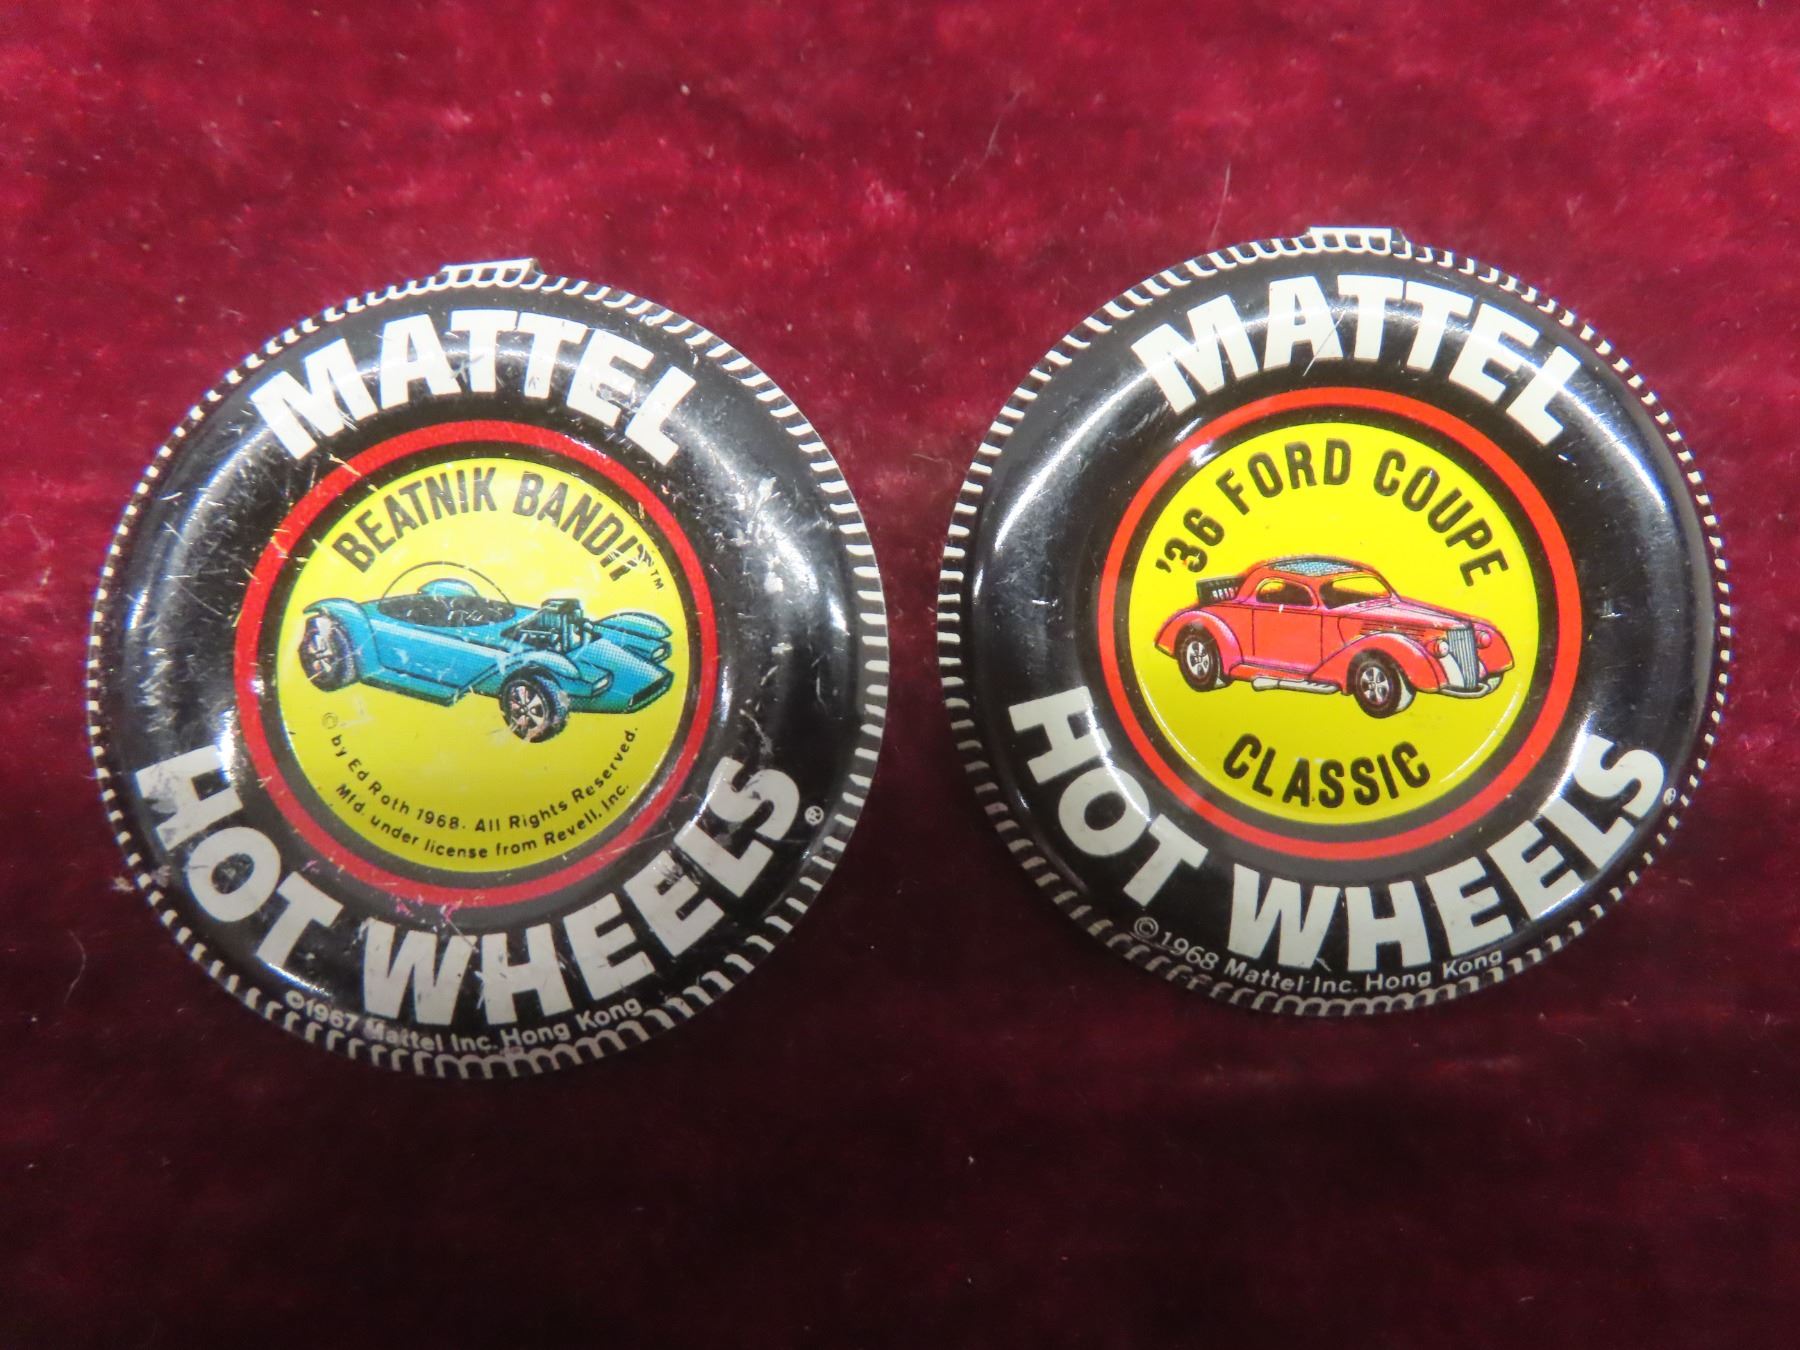 MATTEL
BEATNIK BANDIT™
© by Ed Roth 1968. All Rights Reserved.
Mfd. under license from Revell, Inc.
HOT WHEELS®
©1967 Mattel Inc. Hong Kong
MATTEL
'36 FORD COUPE
CLASSIC
HOT WHEELS®
©1968 Mattel Inc. Hong Kong